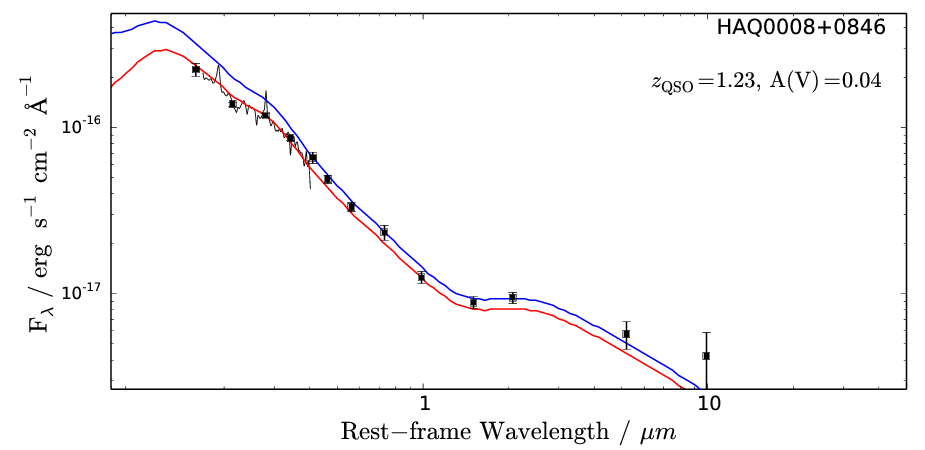 HAQ0008+0846
z_QSO=1.23, A(V)=0.04
F_λ / erg s⁻¹ cm⁻² Å⁻¹
10⁻¹⁶
10⁻¹⁷
1
10
Rest−frame Wavelength / μm